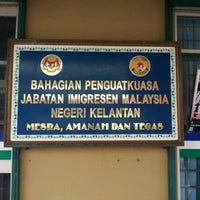 BAHAGIAN PENGUATKUASA
JABATAN IMIGRESEN MALAYSIA
NEGERI KELANTAN
MESRA, AMANAH DAN TEGAS